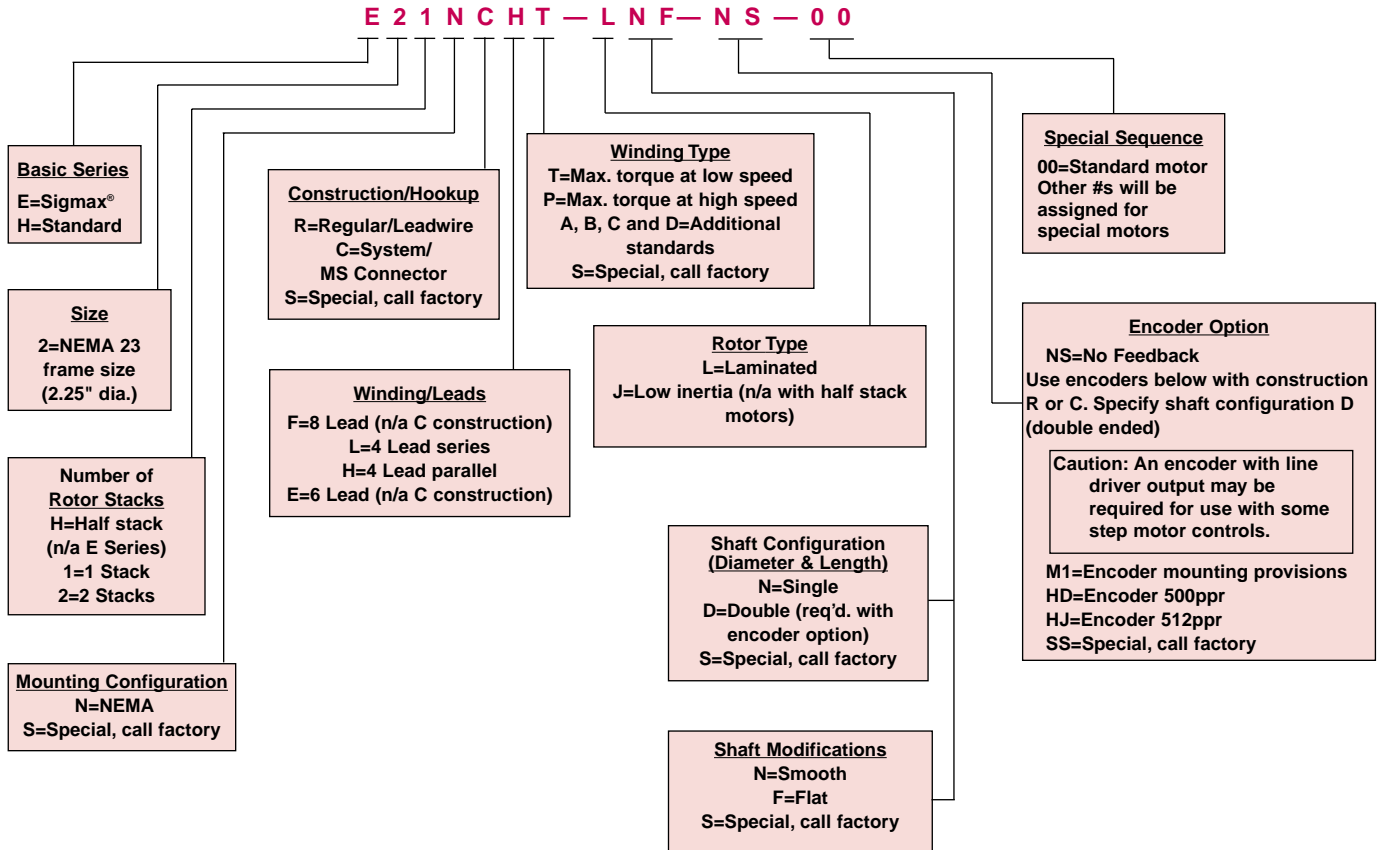 E 2 1 N C H T — L N F — N S — 0 0
Basic Series
E=Sigmax®
H=Standard
Size
2=NEMA 23
frame size
(2.25" dia.)
Number of
Rotor Stacks
H=Half stack
(n/a E Series)
1=1 Stack
2=2 Stacks
Mounting Configuration
N=NEMA
S=Special, call factory
Construction/Hookup
R=Regular/Leadwire
C=System/
MS Connector
S=Special, call factory
Winding/Leads
F=8 Lead (n/a C construction)
L=4 Lead series
H=4 Lead parallel
E=6 Lead (n/a C construction)
Winding Type
T=Max. torque at low speed
P=Max. torque at high speed
A, B, C and D=Additional
standards
S=Special, call factory
Rotor Type
L=Laminated
J=Low inertia (n/a with half stack
motors)
Shaft Configuration
(Diameter & Length)
N=Single
D=Double (req'd. with
encoder option)
S=Special, call factory
Shaft Modifications
N=Smooth
F=Flat
S=Special, call factory
Special Sequence
00=Standard motor
Other #s will be
assigned for
special motors
Encoder Option
NS=No Feedback
Use encoders below with construction
R or C. Specify shaft configuration D
(double ended)
Caution: An encoder with line
driver output may be
required for use with some
step motor controls.
M1=Encoder mounting provisions
HD=Encoder 500ppr
HJ=Encoder 512ppr
SS=Special, call factory